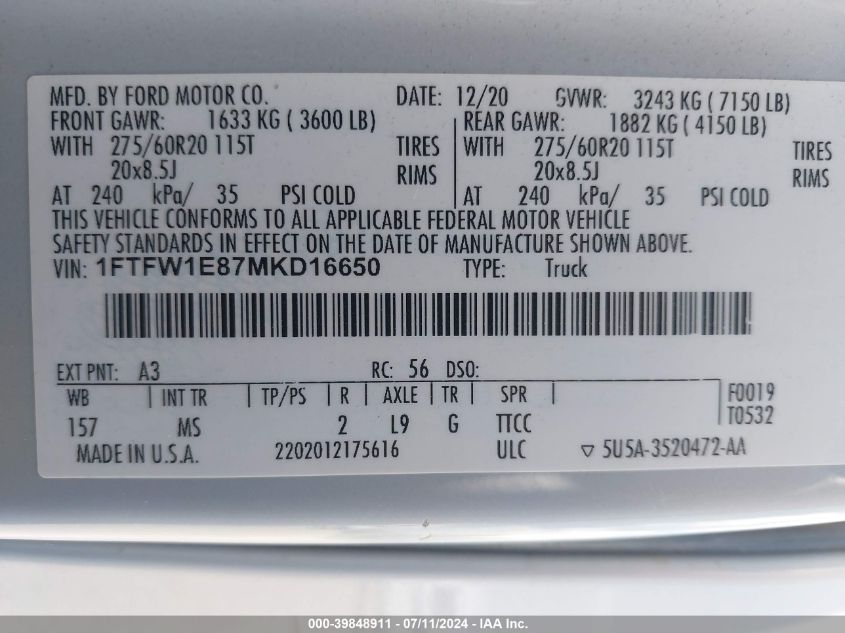 MFD. BY FORD MOTOR CO. DATE: 12/20 GVWR: 3243 KG ( 7150 LB)
FRONT GAWR: 1633 KG ( 3600 LB) REAR GAWR: 1882 KG ( 4150 LB)
WITH 275/60R20 115T TIRES WITH 275/60R20 115T TIRES
20x8.5J RIMS 20x8.5J RIMS
AT 240 kPa/ 35 PSI COLD AT 240 kPa/ 35 PSI COLD
THIS VEHICLE CONFORMS TO ALL APPLICABLE FEDERAL MOTOR VEHICLE
SAFETY STANDARDS IN EFFECT ON THE DATE OF MANUFACTURE SHOWN ABOVE.
VIN: 1FTFW1E87MKD16650 TYPE: Truck
EXT PNT: A3 RC: 56 DSO:
WB INT TR TP/PS R AXLE TR SPR F0019
157 MS 2 L9 G TTCC T0532
MADE IN U.S.A. 2202012175616 ULC ▽ 5U5A-3520472-AA
000-39848911 - 07/11/2024 - IAA Inc.